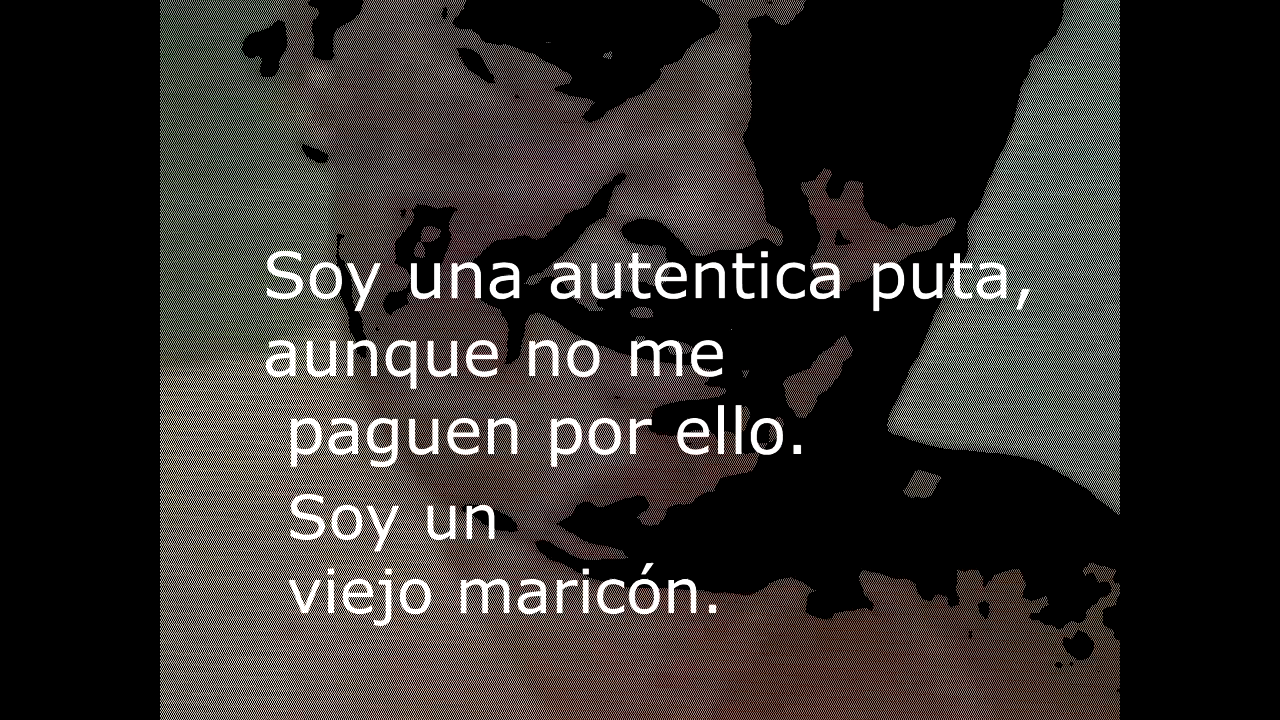 Soy una autentica puta,
aunque no me
paguen por ello.
Soy un
viejo maricón.